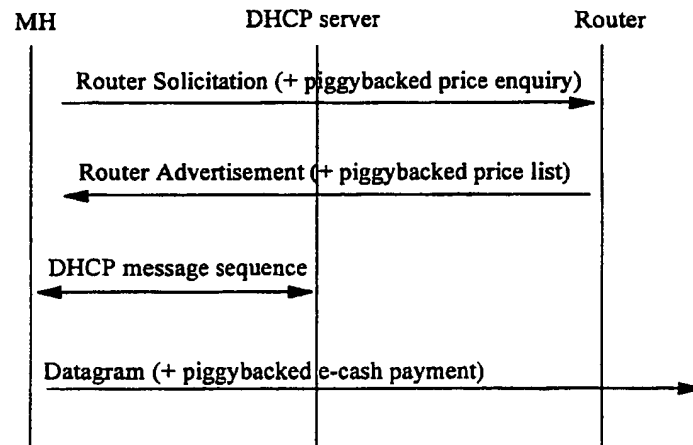 MH DHCP server Router
Router Solicitation (+ piggybacked price enquiry)
Router Advertisement (+ piggybacked price list)
DHCP message sequence
Datagram (+ piggybacked e-cash payment)